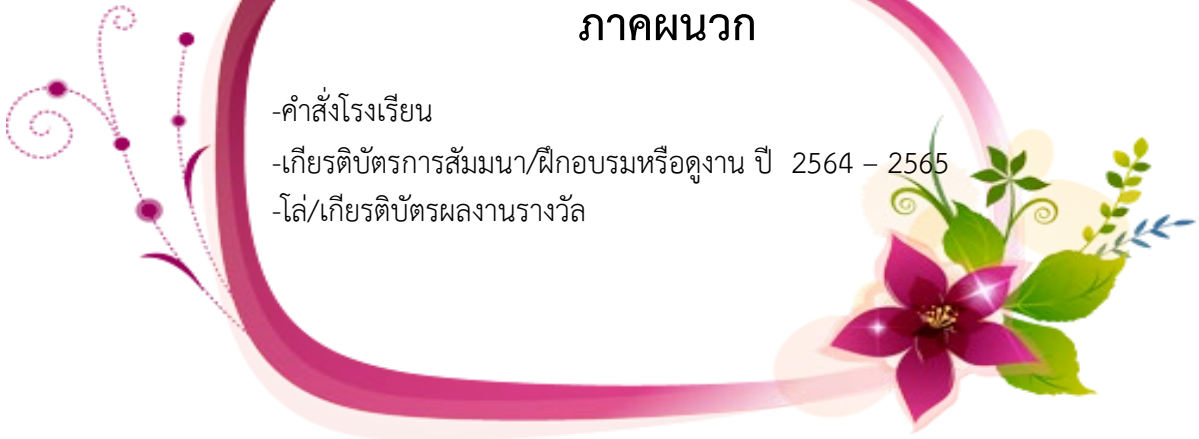 ภาคผนวก
-คำสั่งโรงเรียน
-เกียรติบัตรการสัมมนา/ฝึกอบรมหรือดูงาน ปี 2564 – 2565
-โล่/เกียรติบัตรผลงานรางวัล